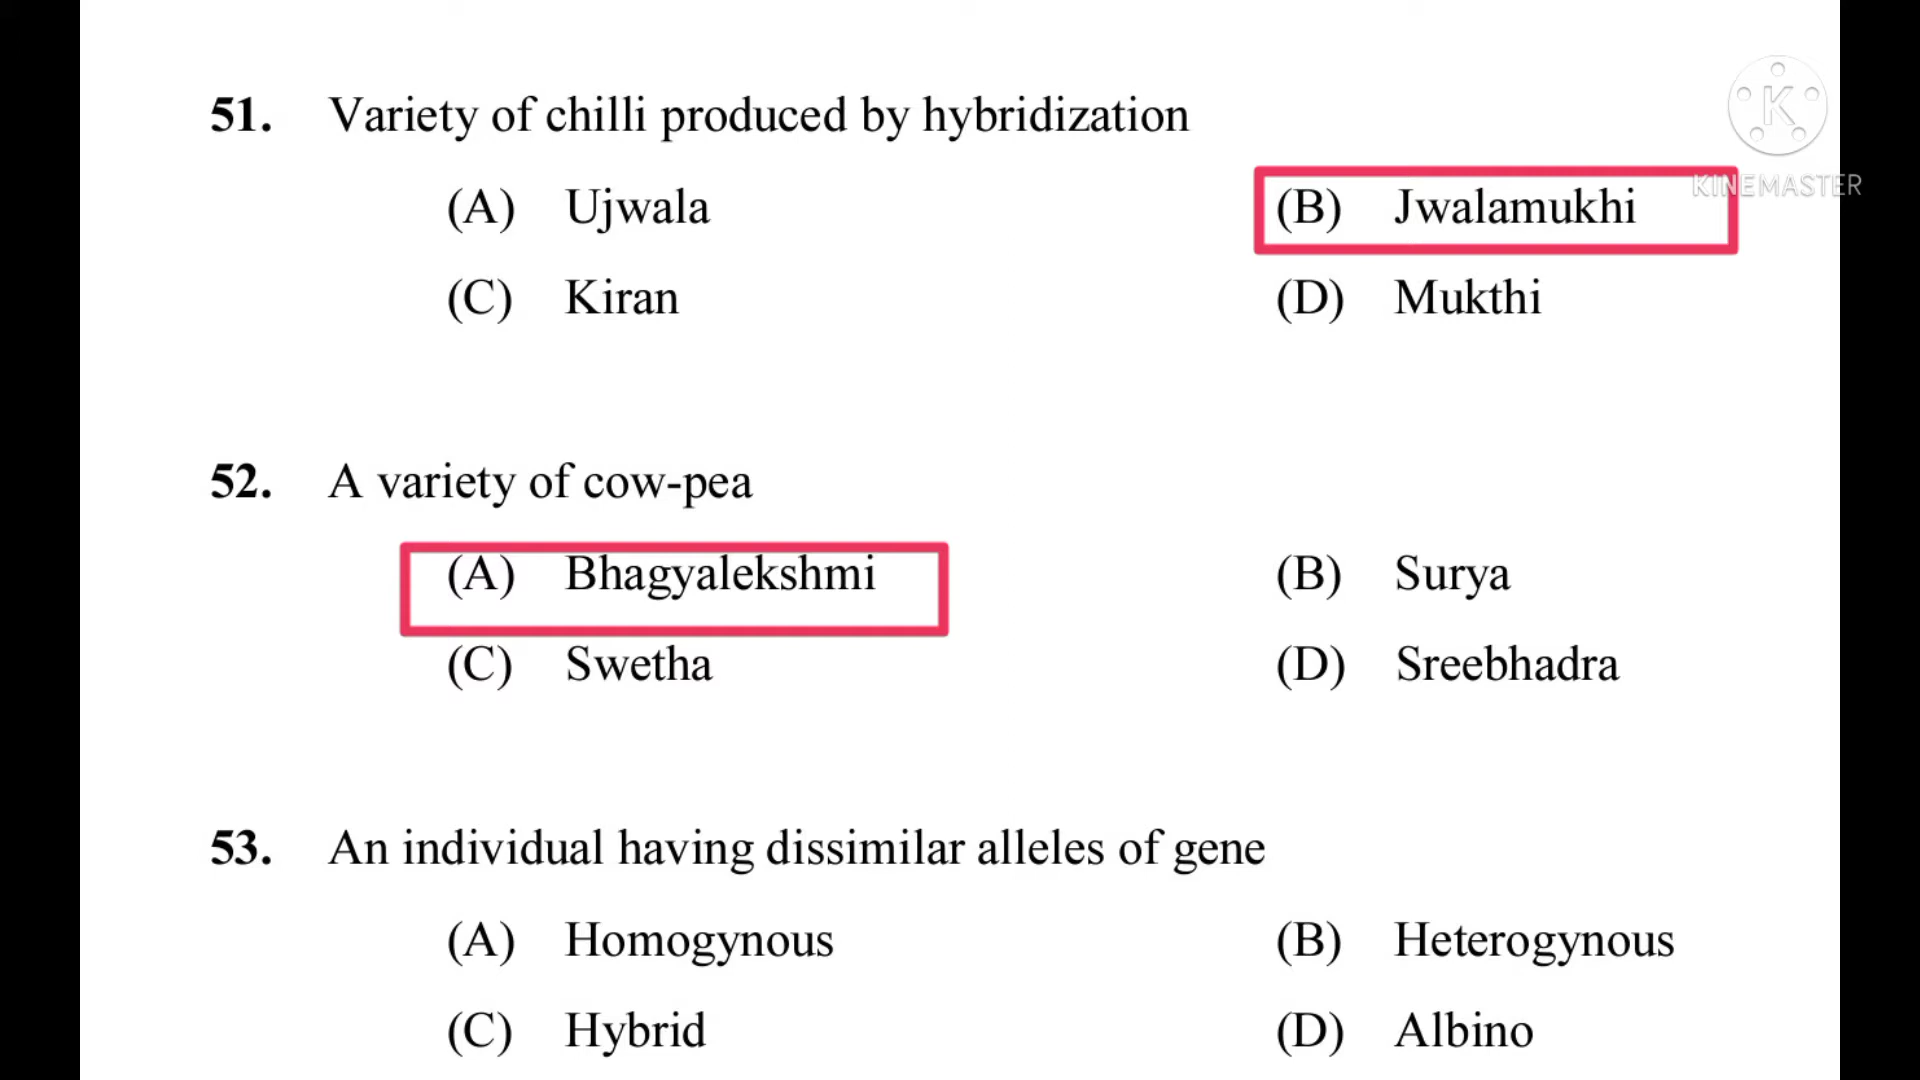 51. Variety of chilli produced by hybridization
(A) Ujwala (B) Jwalamukhi
(C) Kiran (D) Mukthi
52. A variety of cow-pea
(A) Bhagyalekshmi (B) Surya
(C) Swetha (D) Sreebhadra
53. An individual having dissimilar alleles of gene
(A) Homogynous (B) Heterogynous
(C) Hybrid (D) Albino
K
KINEMASTER